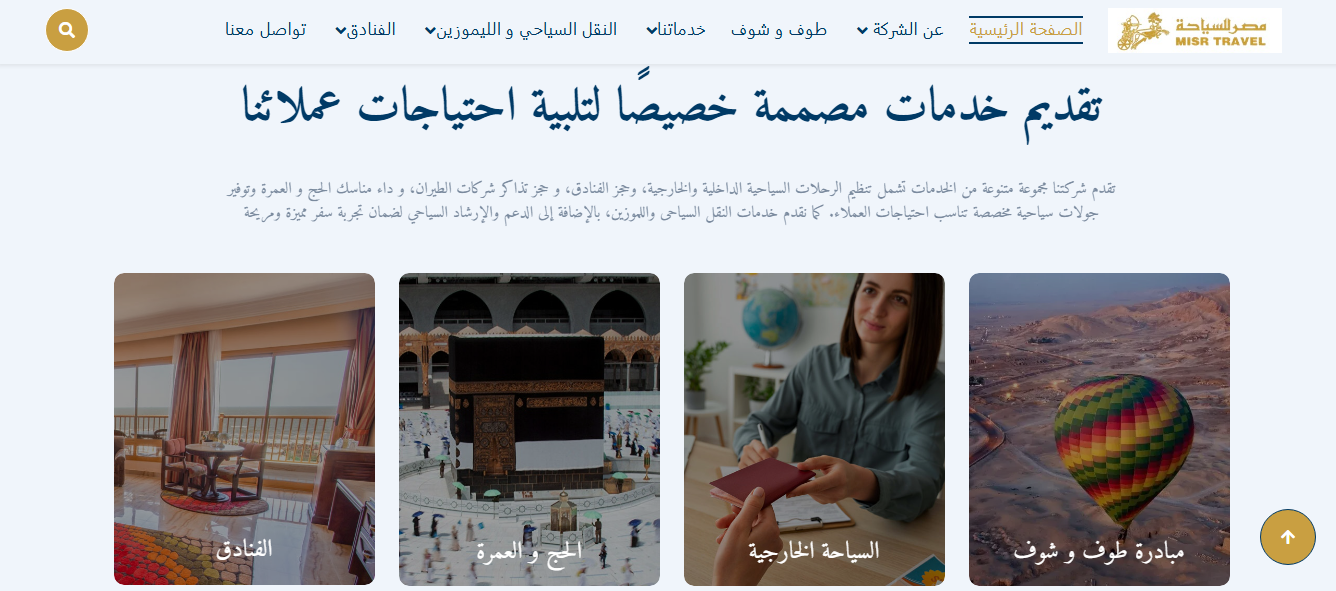 مصر للسياحة
MISR TRAVEL
الصفحة الرئيسية
عن الشركة
طوف و شوف
خدماتنا
النقل السياحي و الليموزين
الفنادق
تواصل معنا
تقديم خدمات مصممة خصيصًا لتلبية احتياجات عملائنا
تقدم شركتنا مجموعة متنوعة من الخدمات تشمل تنظيم الرحلات السياحية الداخلية والخارجية، وحجز الفنادق، و حجز تذاكر شركات الطيران، و داء مناسك الحج و العمرة وتوفير
جولات سياحية مخصصة تناسب احتياجات العملاء. كما نقدم خدمات النقل السياحى واللموزين، بالإضافة إلى الدعم والإرشاد السياحي لضمان تجربة سفر مميزة ومريحة
مبادرة طوف و شوف
السياحة الخارجية
الحج و العمرة
الفنادق